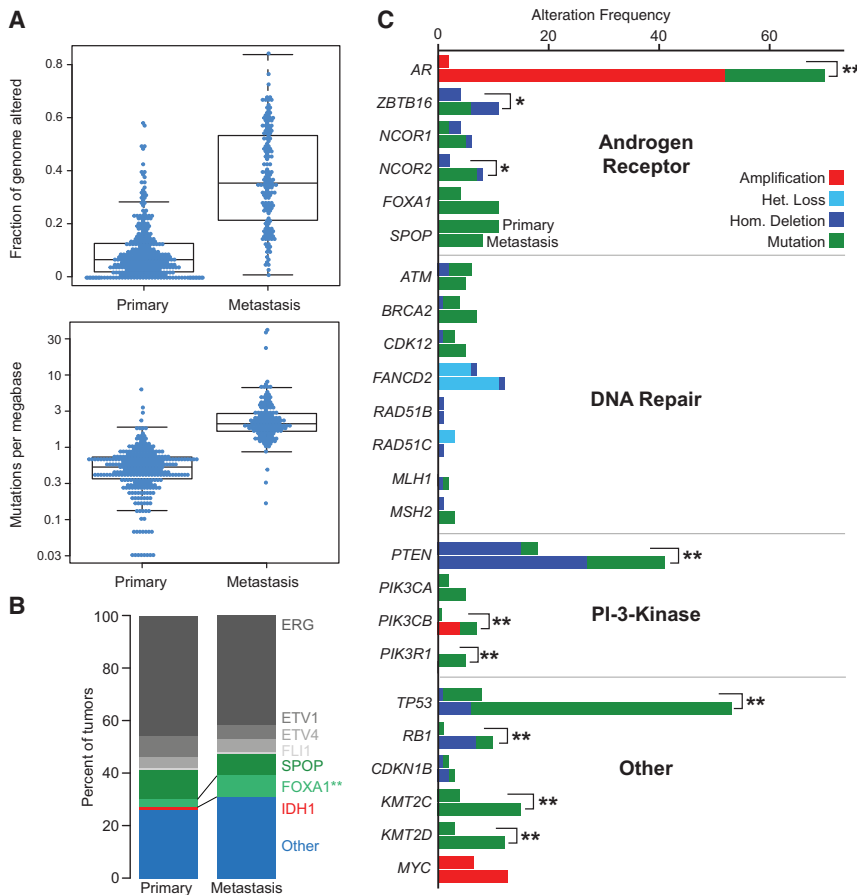 A
Fraction of genome altered
0.8
0.6
0.4
0.2
0
Primary
Metastasis
Mutations per megabase
30
10
3
1
0.3
0.1
0.03
Primary
Metastasis
B
Percent of tumors
100
80
60
40
20
0
ERG
ETV1
ETV4
FLI1
SPOP
FOXA1**
IDH1
Other
Primary
Metastasis
C
Alteration Frequency
0 20 40 60
AR **
ZBTB16 *
NCOR1
NCOR2 *
FOXA1
SPOP
Androgen
Receptor
Amplification
Het. Loss
Hom. Deletion
Mutation
Primary
Metastasis
ATM
BRCA2
CDK12
FANCD2
RAD51B
RAD51C
MLH1
MSH2
DNA Repair
PTEN **
PIK3CA
PIK3CB **
PIK3R1 **
PI-3-Kinase
TP53 **
RB1 **
CDKN1B
KMT2C **
KMT2D **
MYC
Other